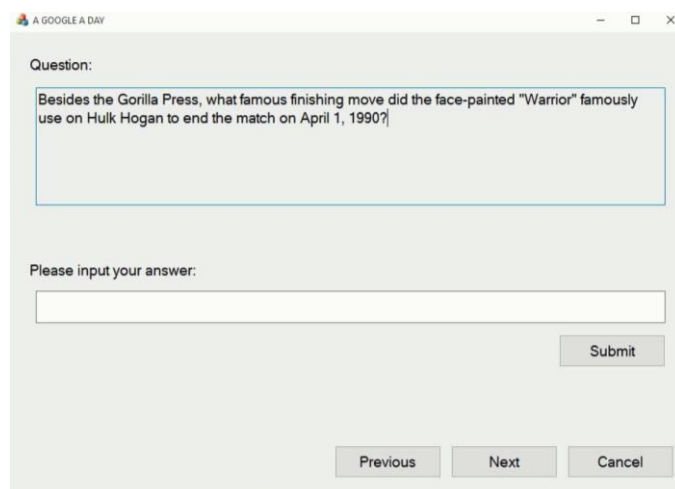 A GOOGLE A DAY
Question:
Besides the Gorilla Press, what famous finishing move did the face-painted "Warrior" famously
use on Hulk Hogan to end the match on April 1, 1990?
Please input your answer:
Submit
Previous Next Cancel